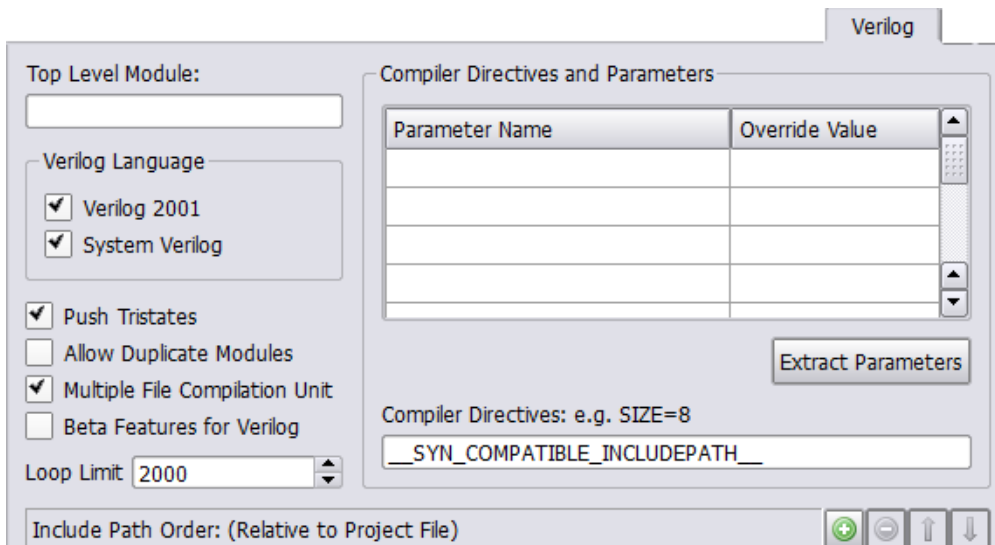 Verilog
Top Level Module:
Verilog Language
Verilog 2001
System Verilog
Push Tristates
Allow Duplicate Modules
Multiple File Compilation Unit
Beta Features for Verilog
Loop Limit 2000
Compiler Directives and Parameters
Parameter Name Override Value
Extract Parameters
Compiler Directives: e.g. SIZE=8
__SYN_COMPATIBLE_INCLUDEPATH__
Include Path Order: (Relative to Project File)